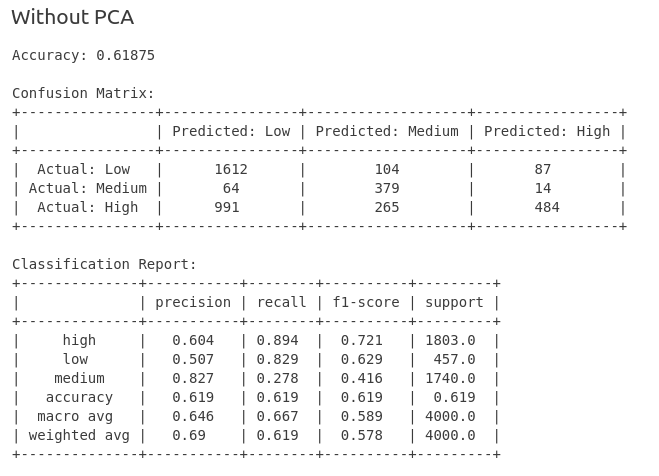 Without PCA
Accuracy: 0.61875
Confusion Matrix:
+----------------+----------------+-------------------+-----------------+
|                | Predicted: Low | Predicted: Medium | Predicted: High |
+----------------+----------------+-------------------+-----------------+
|  Actual: Low   |      1612      |        104        |       87        |
| Actual: Medium |       64       |        379        |       14        |
|  Actual: High  |      991       |        265        |       484       |
+----------------+----------------+-------------------+-----------------+
Classification Report:
+--------------+-----------+--------+----------+---------+
|              | precision | recall | f1-score | support |
+--------------+-----------+--------+----------+---------+
|     high     |   0.604   | 0.894  |  0.721   | 1803.0  |
|     low      |   0.507   | 0.829  |  0.629   |  457.0  |
|    medium    |   0.827   | 0.278  |  0.416   | 1740.0  |
|   accuracy   |   0.619   | 0.619  |  0.619   |  0.619  |
|  macro avg   |   0.646   | 0.667  |  0.589   | 4000.0  |
| weighted avg |   0.69    | 0.619  |  0.578   | 4000.0  |
+--------------+-----------+--------+----------+---------+